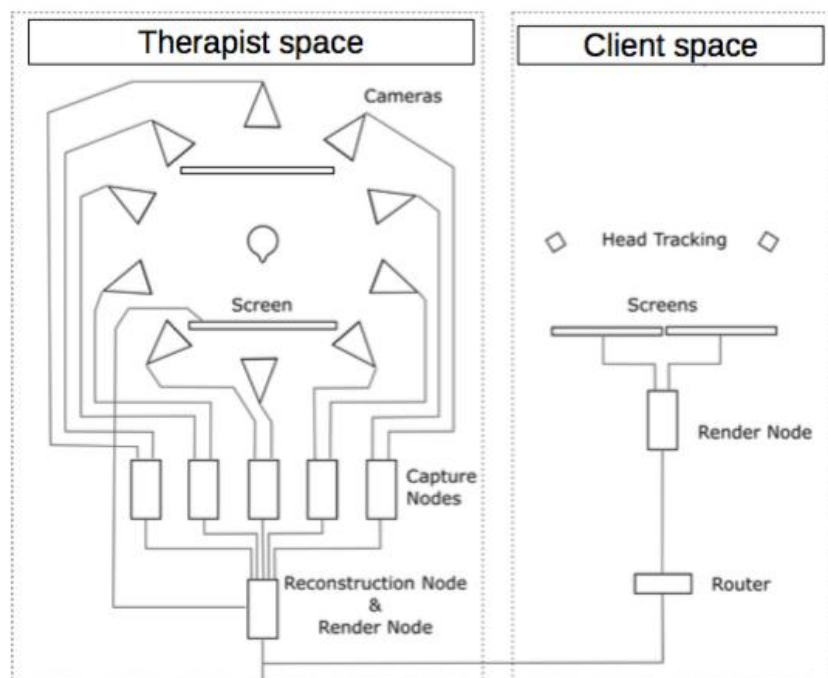 Therapist space
Client space
Cameras
Head Tracking
Screen
Screens
Render Node
Capture
Nodes
Reconstruction Node
&
Render Node
Router